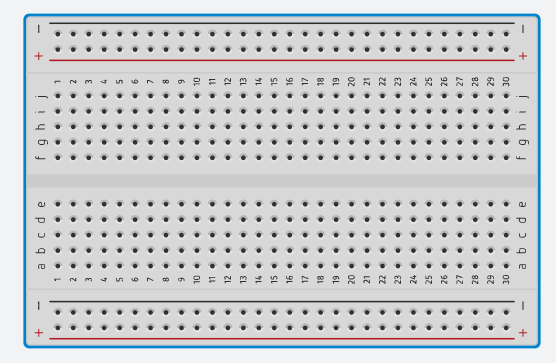 − −
+ +
1 2 3 4 5 6 7 8 9 10 11 12 13 14 15 16 17 18 19 20 21 22 23 24 25 26 27 28 29 30
j j
i i
h h
g g
f f
e e
d d
c c
b b
a a
1 2 3 4 5 6 7 8 9 10 11 12 13 14 15 16 17 18 19 20 21 22 23 24 25 26 27 28 29 30
− −
+ +